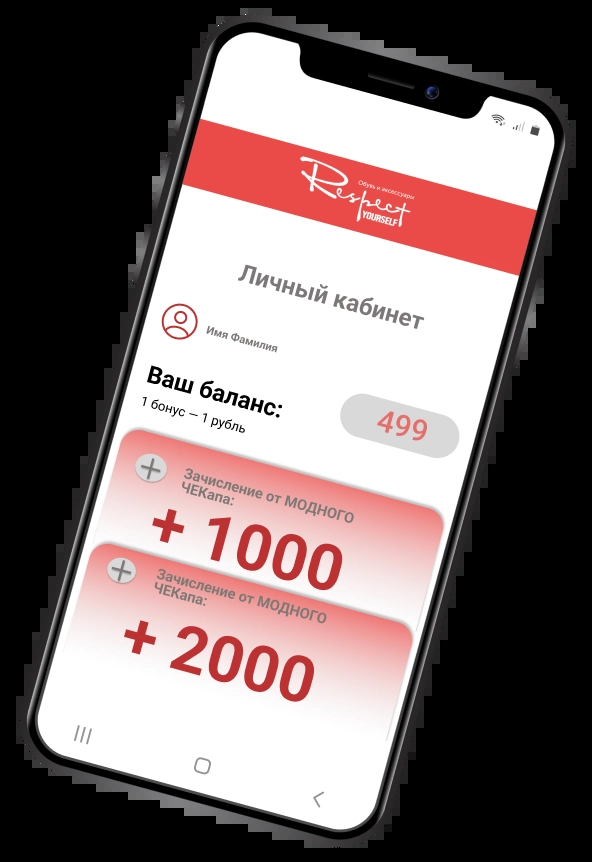 Обувь и аксессуары
Respect
YOURSELF
Личный кабинет
Имя Фамилия
Ваш баланс:
1 бонус — 1 рубль
499
Зачисление от МОДНОГО
ЧЕКапа:
+ 1000
Зачисление от МОДНОГО
ЧЕКапа:
+ 2000